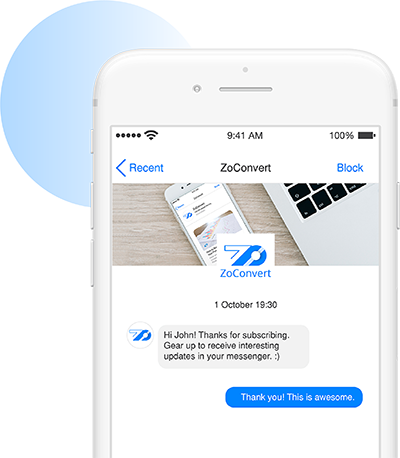 9:41 AM
100%
Recent
ZoConvert
Block
ZoConvert
1 October 19:30
Hi John! Thanks for subscribing.
Gear up to receive interesting
updates in your messenger. :)
Thank you! This is awesome.